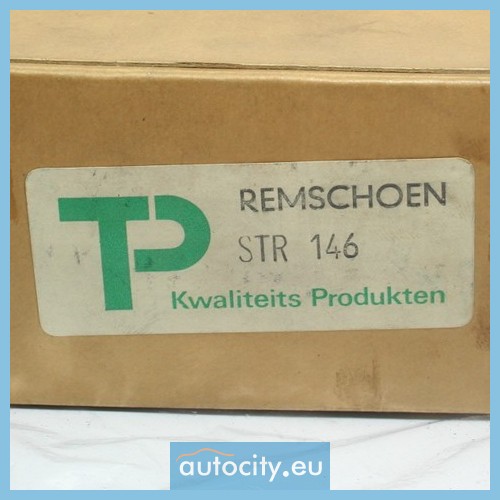 TP
REMSCHOEN
STR 146
Kwaliteits Produkten
autocity.eu